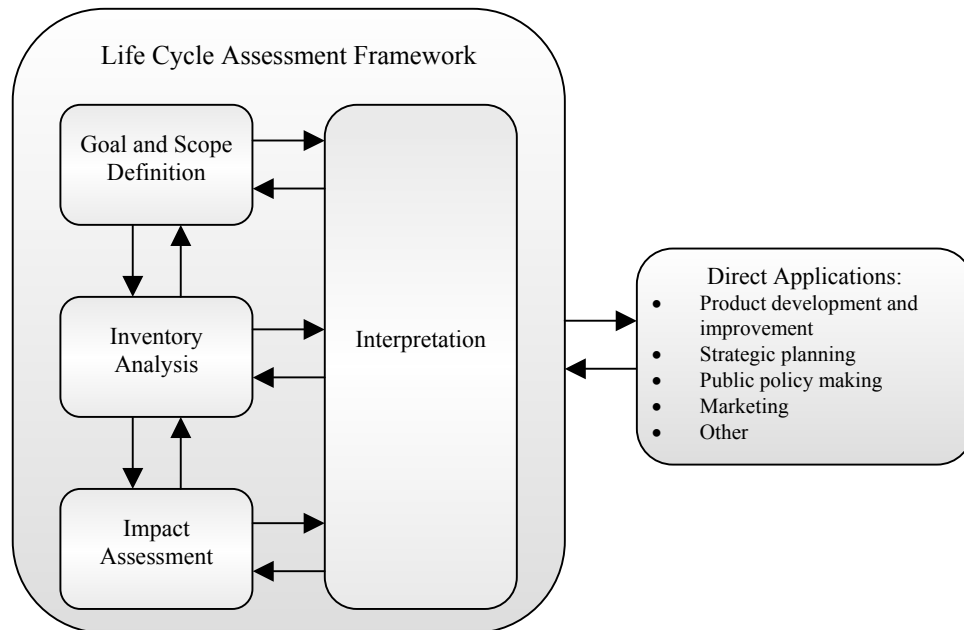 Life Cycle Assessment Framework
Goal and Scope
Definition
Inventory
Analysis
Impact
Assessment
Interpretation
Direct Applications:
• Product development and
improvement
• Strategic planning
• Public policy making
• Marketing
• Other